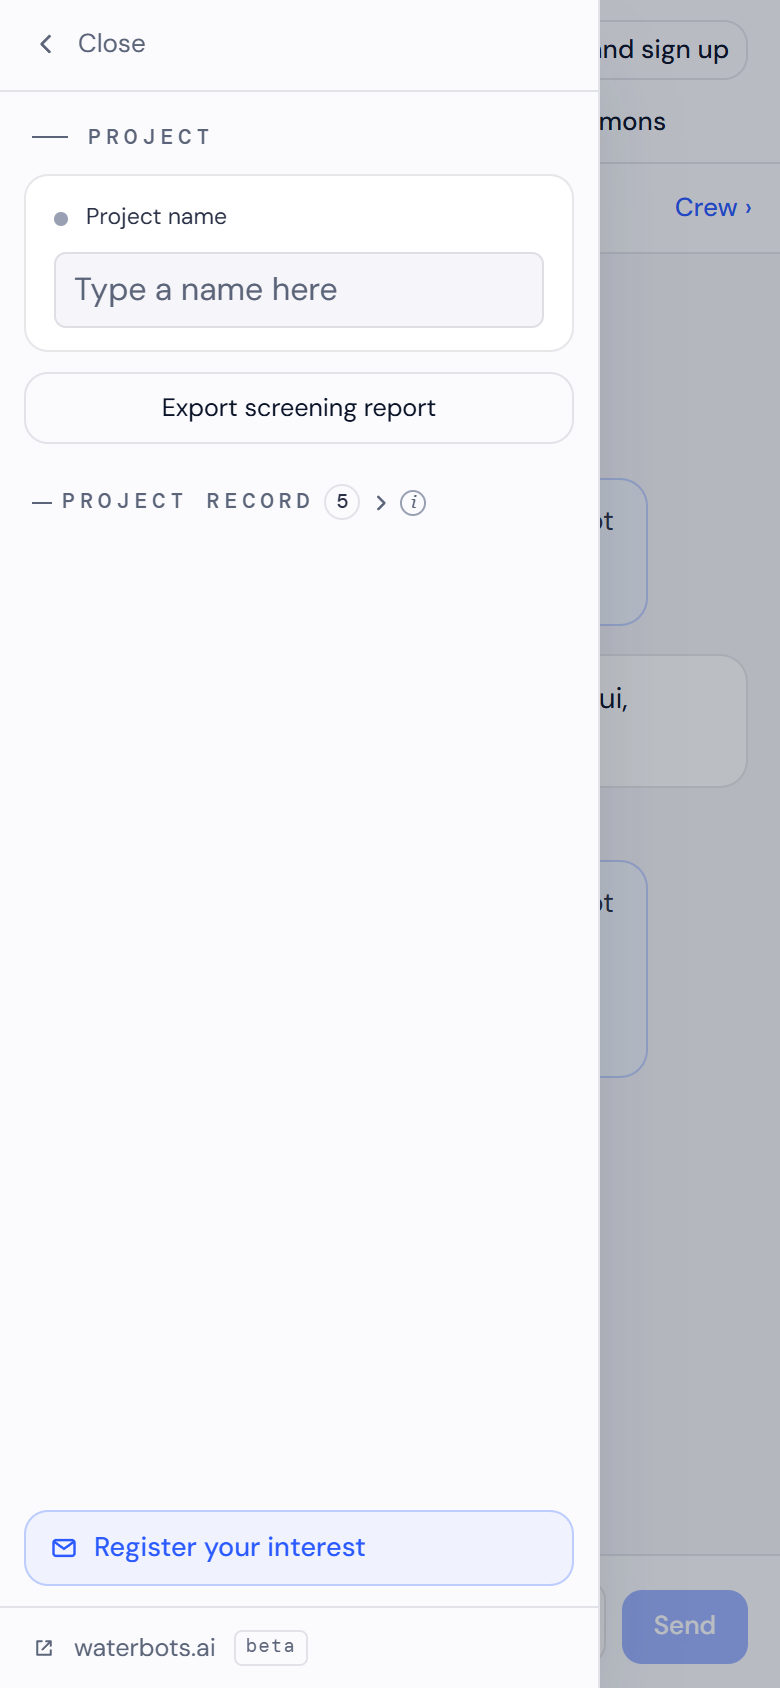 Close
and sign up
mons
PROJECT
Crew ›
Project name
Type a name here
Export screening report
PROJECT RECORD 5 i
ot
ui,
ot
Register your interest
Send
waterbots.ai beta